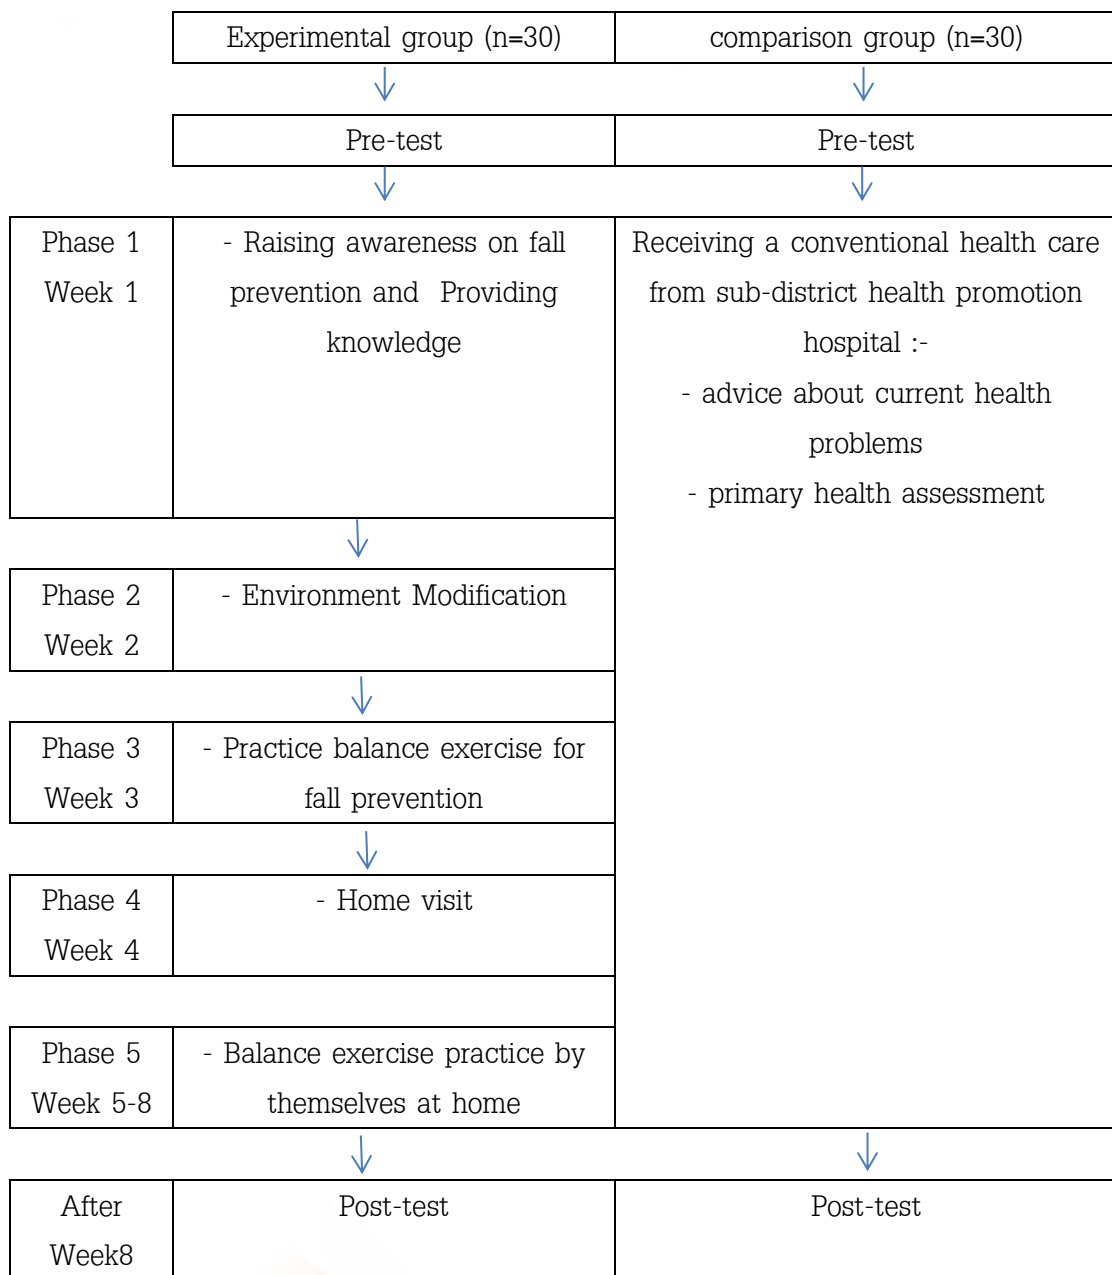 Experimental group (n=30)
comparison group (n=30)
Pre-test
Pre-test
Phase 1
Week 1
- Raising awareness on fall
prevention and Providing
knowledge
Receiving a conventional health care
from sub-district health promotion
hospital :-
- advice about current health
problems
- primary health assessment
Phase 2
Week 2
- Environment Modification
Phase 3
Week 3
- Practice balance exercise for
fall prevention
Phase 4
Week 4
- Home visit
Phase 5
Week 5-8
- Balance exercise practice by
themselves at home
After
Week8
Post-test
Post-test